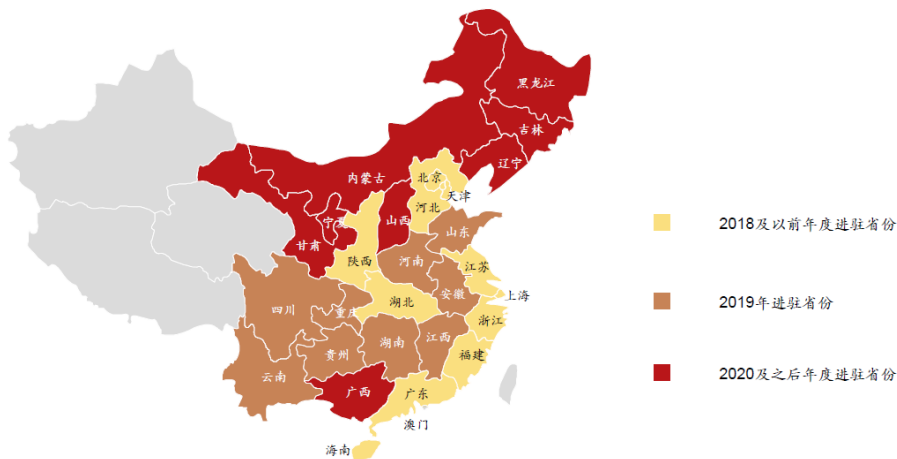 黑龙江
吉林
辽宁
内蒙古
北京
天津
河北
宁夏
山西
山东
甘肃
陕西
河南
江苏
安徽
上海
四川
重庆
湖北
浙江
江西
湖南
贵州
福建
云南
广西
广东
澳门
海南
2018及以前年度进驻省份
2019年进驻省份
2020及之后年度进驻省份